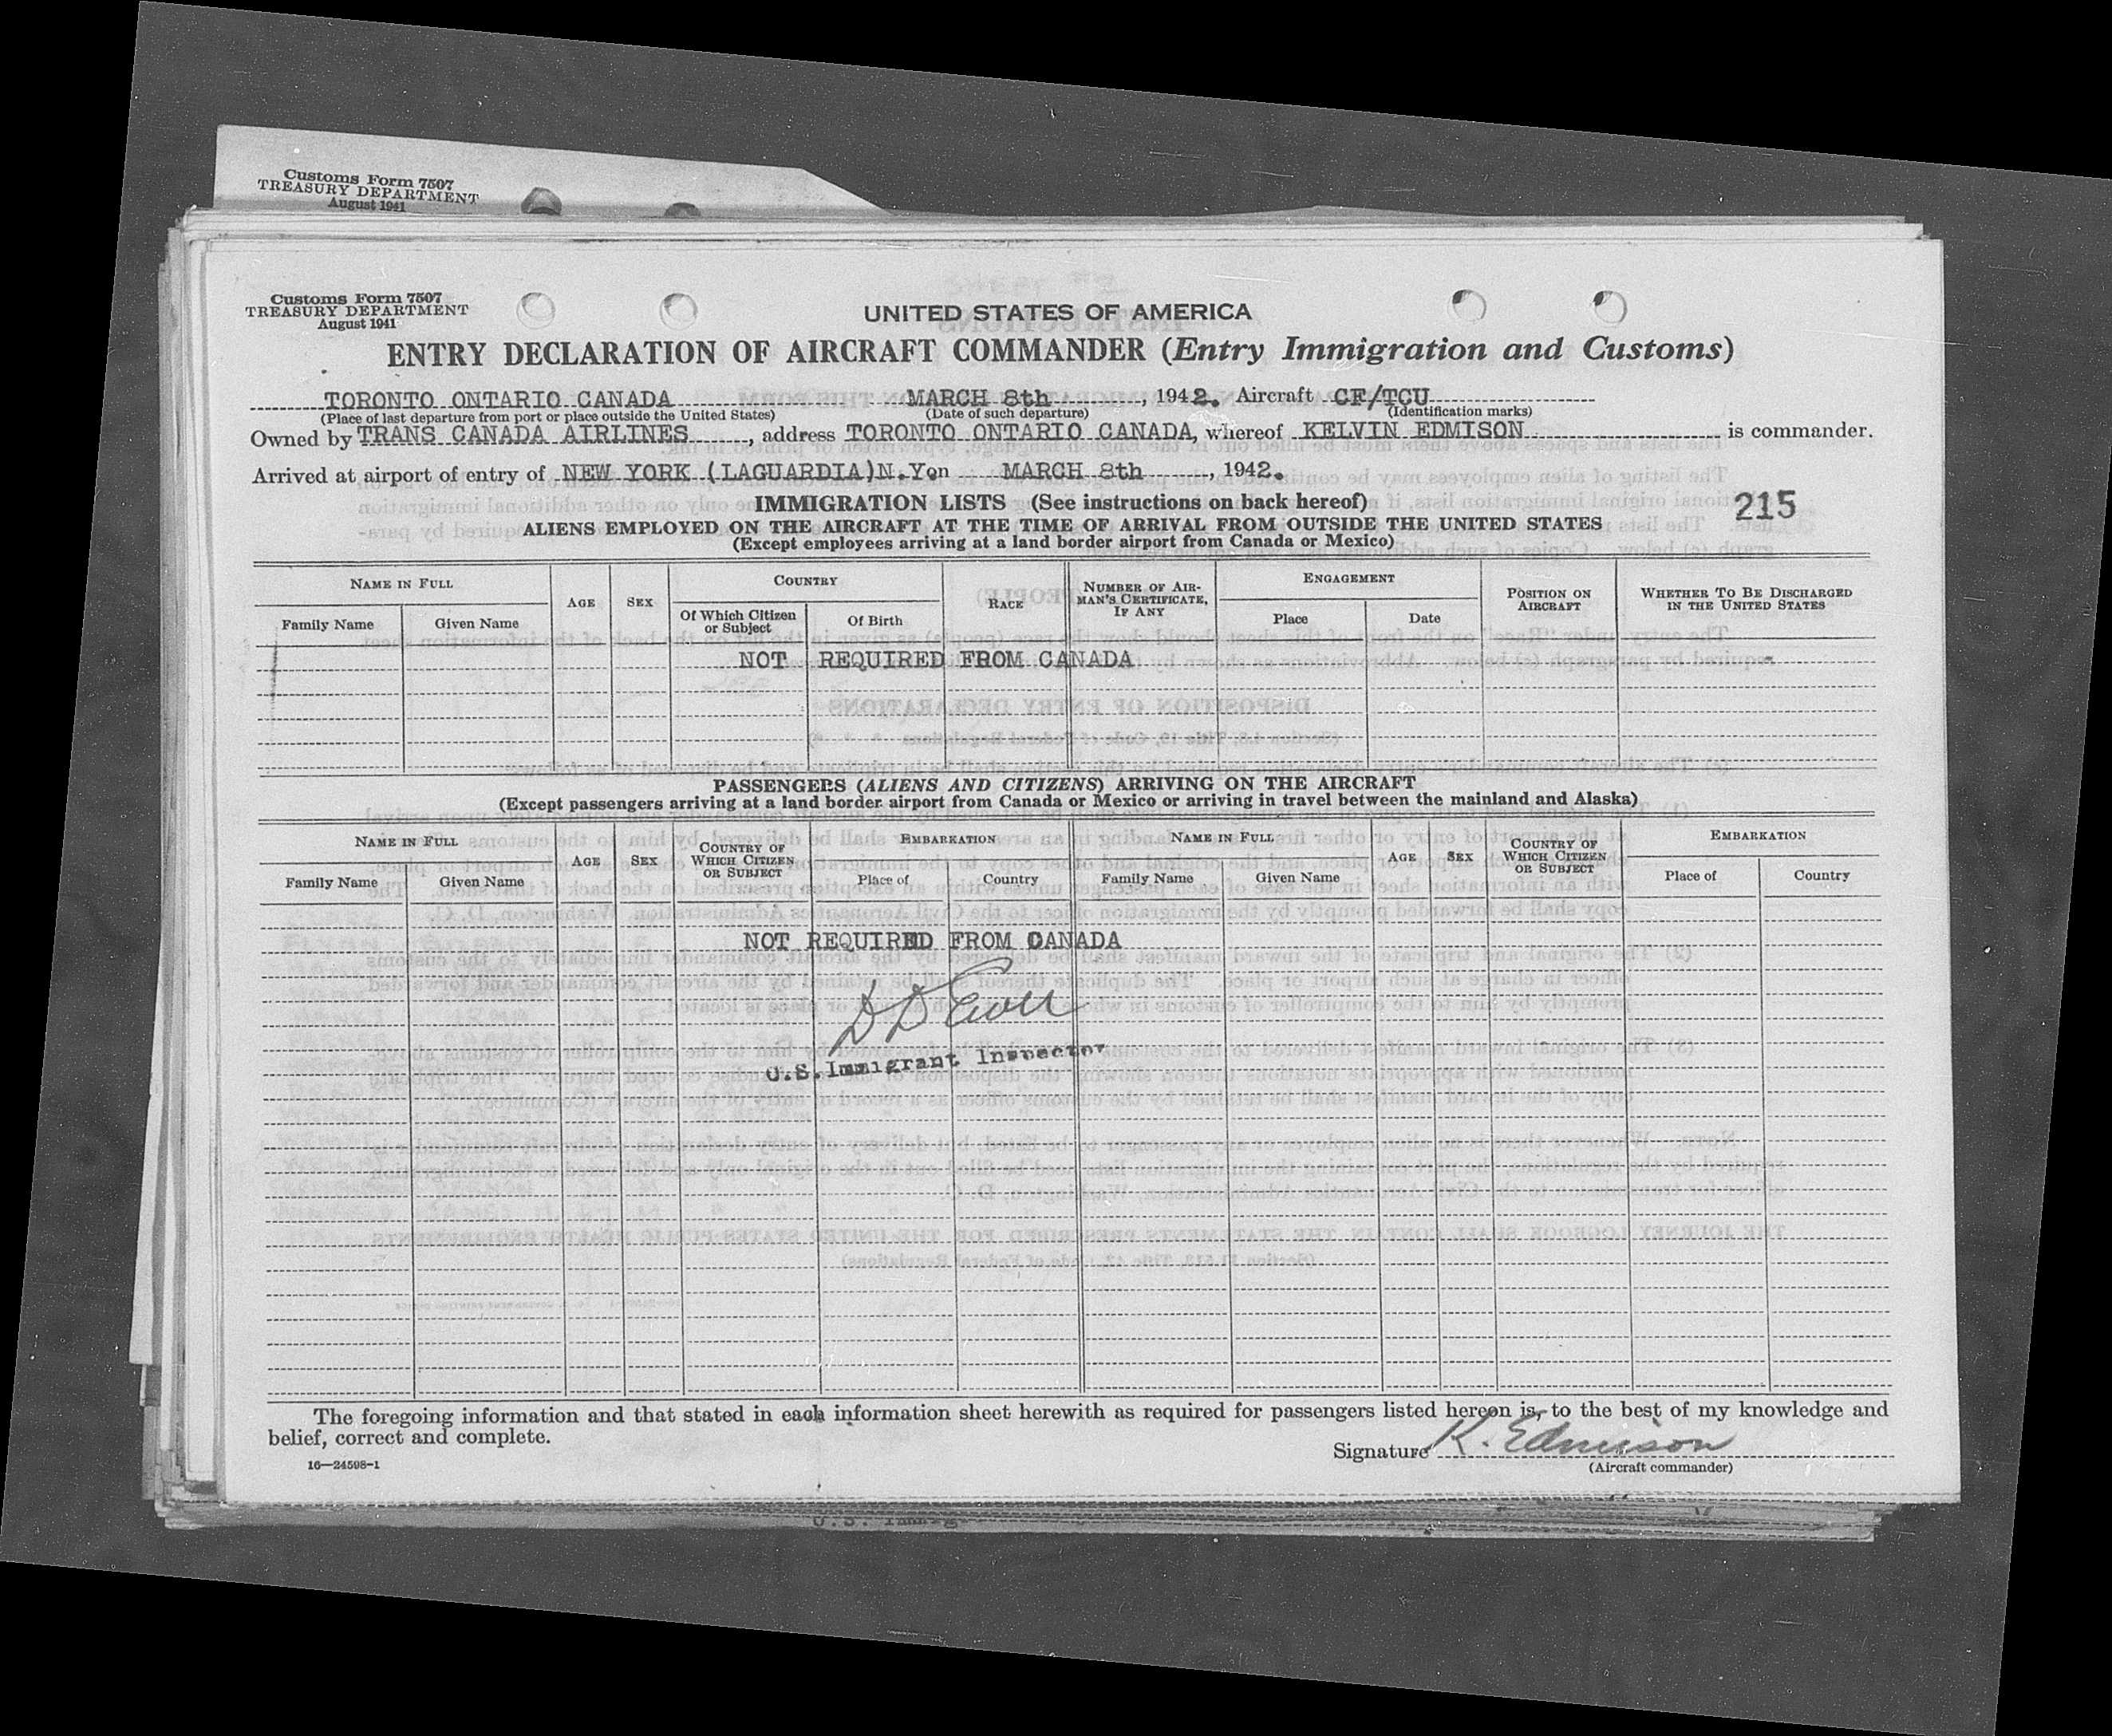 Customs Form 7507
TREASURY DEPARTMENT
August 1941
Customs Form 7507
TREASURY DEPARTMENT
August 1941
UNITED STATES OF AMERICA
ENTRY DECLARATION OF AIRCRAFT COMMANDER (Entry Immigration and Customs)
TORONTO ONTARIO CANADA MARCH 8th, 1942. Aircraft CF/TCU
(Place of last departure from port or place outside the United States) (Date of such departure) (Identification marks)
Owned by TRANS CANADA AIRLINES, address TORONTO ONTARIO CANADA, whereof KELVIN EDMISON is commander.
Arrived at airport of entry of NEW YORK (LAGUARDIA)N.Y. on MARCH 8th, 1942.
IMMIGRATION LISTS (See instructions on back hereof)
215
ALIENS EMPLOYED ON THE AIRCRAFT AT THE TIME OF ARRIVAL FROM OUTSIDE THE UNITED STATES
(Except employees arriving at a land border airport from Canada or Mexico)
NAME IN FULL AGE SEX COUNTRY RACE NUMBER OF AIRMAN'S CERTIFICATE, IF ANY ENGAGEMENT POSITION ON AIRCRAFT WHETHER TO BE DISCHARGED IN THE UNITED STATES
Family Name Given Name Of Which Citizen or Subject Of Birth Place Date
NOT REQUIRED FROM CANADA
PASSENGERS (ALIENS AND CITIZENS) ARRIVING ON THE AIRCRAFT
(Except passengers arriving at a land border airport from Canada or Mexico or arriving in travel between the mainland and Alaska)
NAME IN FULL AGE SEX COUNTRY OF WHICH CITIZEN OR SUBJECT EMBARKATION NAME IN FULL AGE SEX COUNTRY OF WHICH CITIZEN OR SUBJECT EMBARKATION
Family Name Given Name Place of Country Family Name Given Name Place of Country
NOT REQUIRED FROM CANADA
U.S. Immigrant Inspector
The foregoing information and that stated in each information sheet herewith as required for passengers listed hereon is, to the best of my knowledge and
belief, correct and complete.
Signature K. Edmison
16—24598-1
(Aircraft commander)